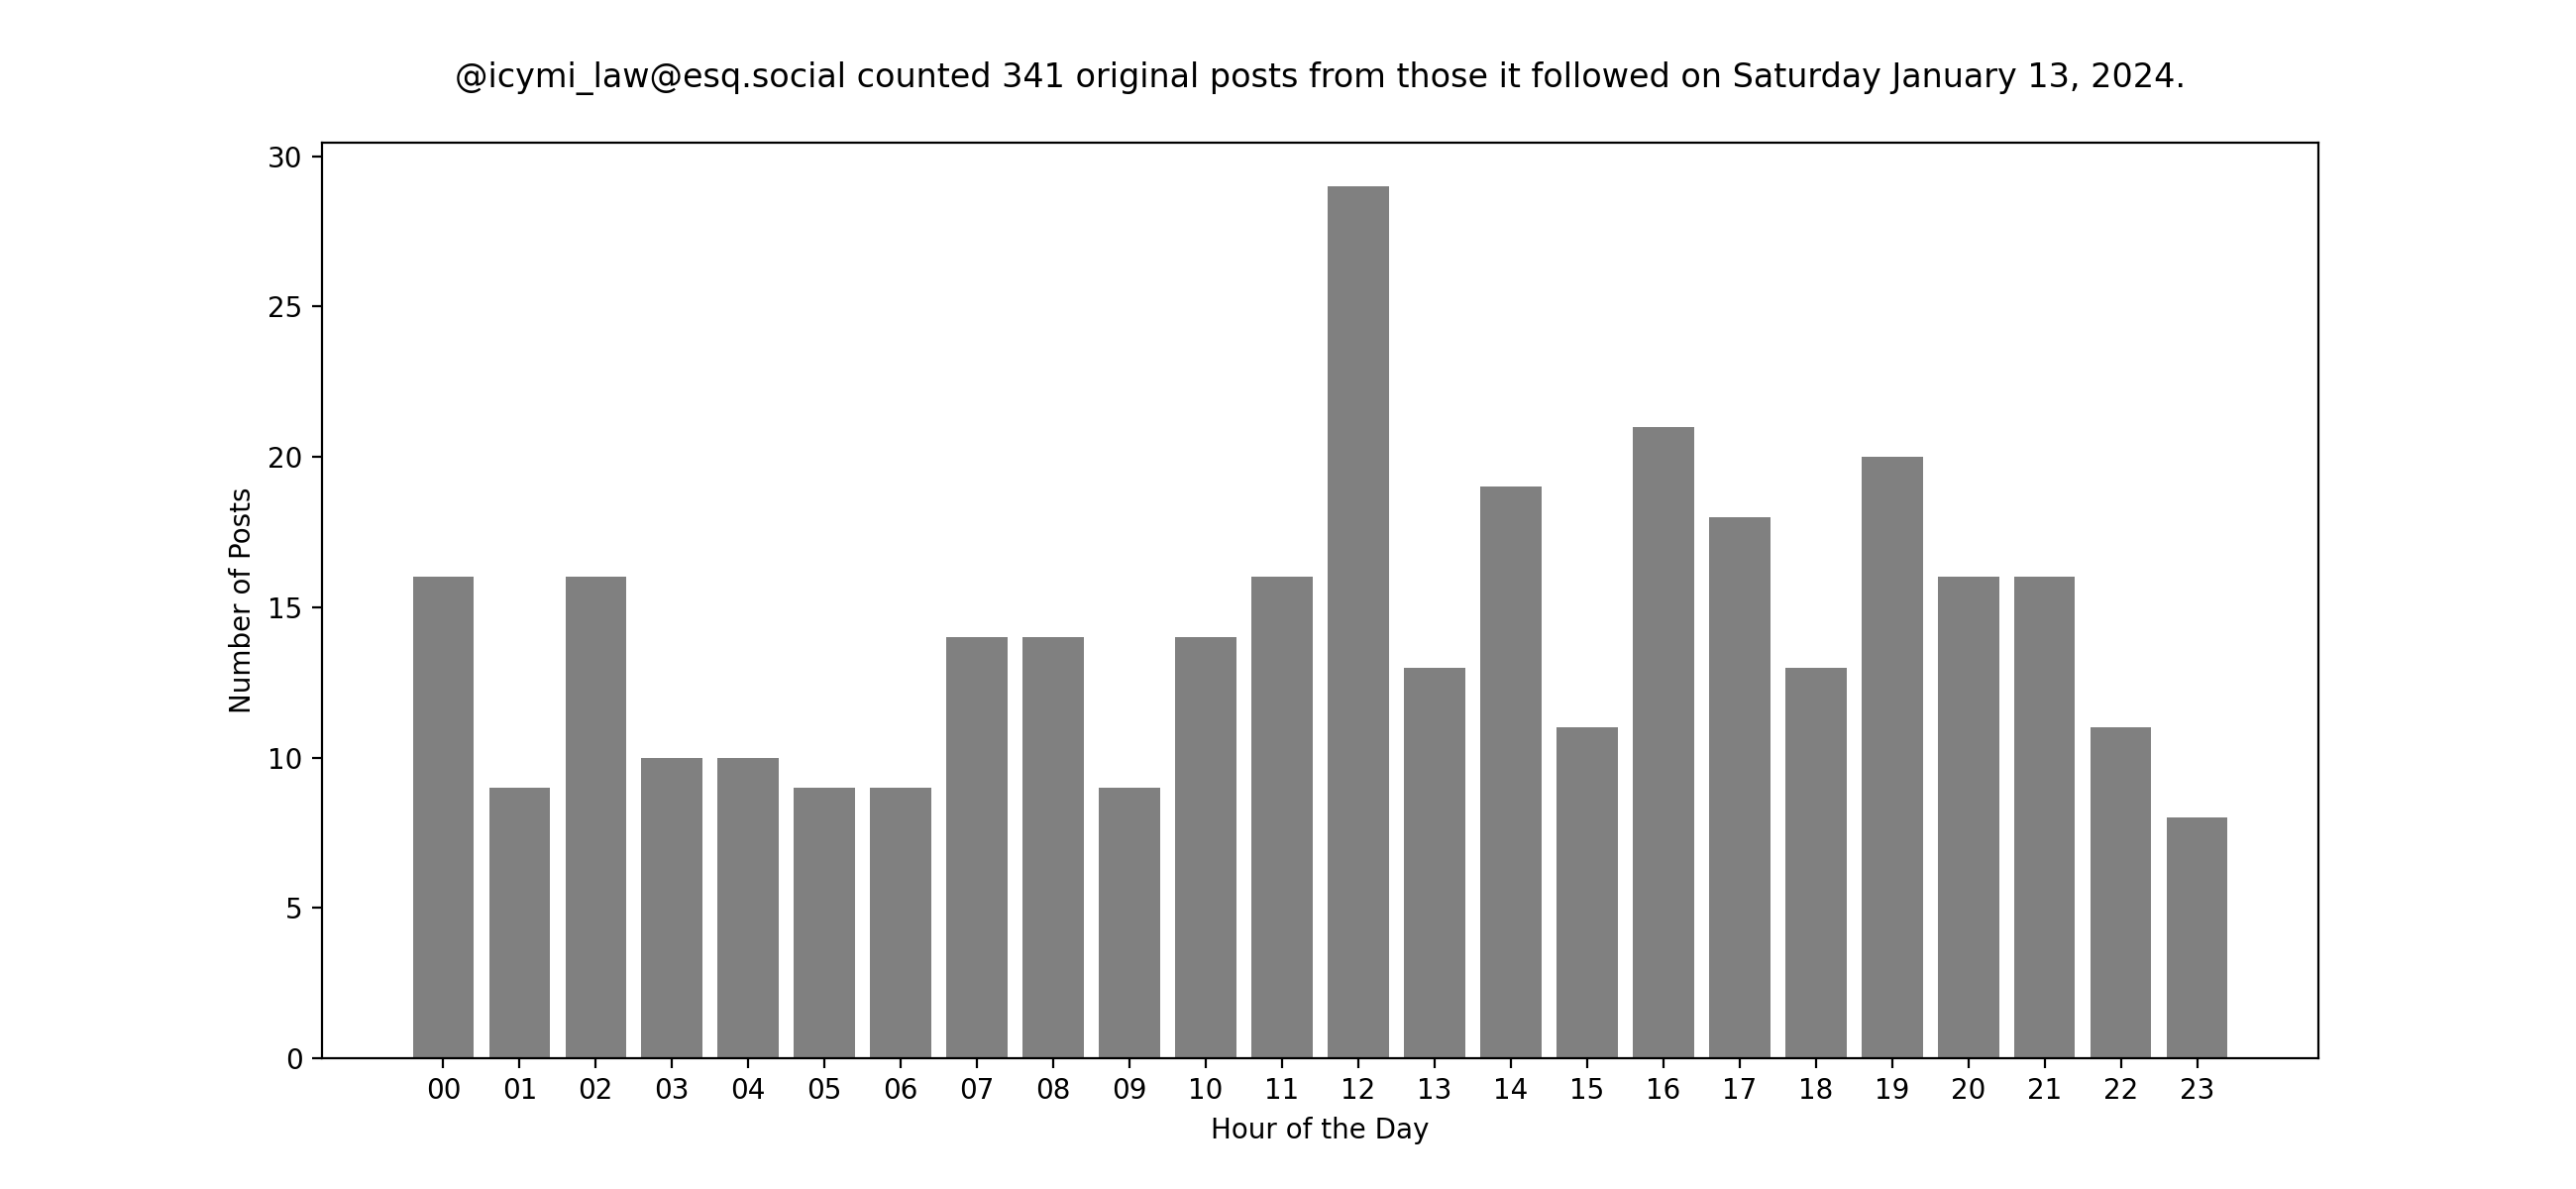 @icymi_law@esq.social counted 341 original posts from those it followed on Saturday January 13, 2024.
30
25
20
15
10
5
0
Number of Posts
00 01 02 03 04 05 06 07 08 09 10 11 12 13 14 15 16 17 18 19 20 21 22 23
Hour of the Day